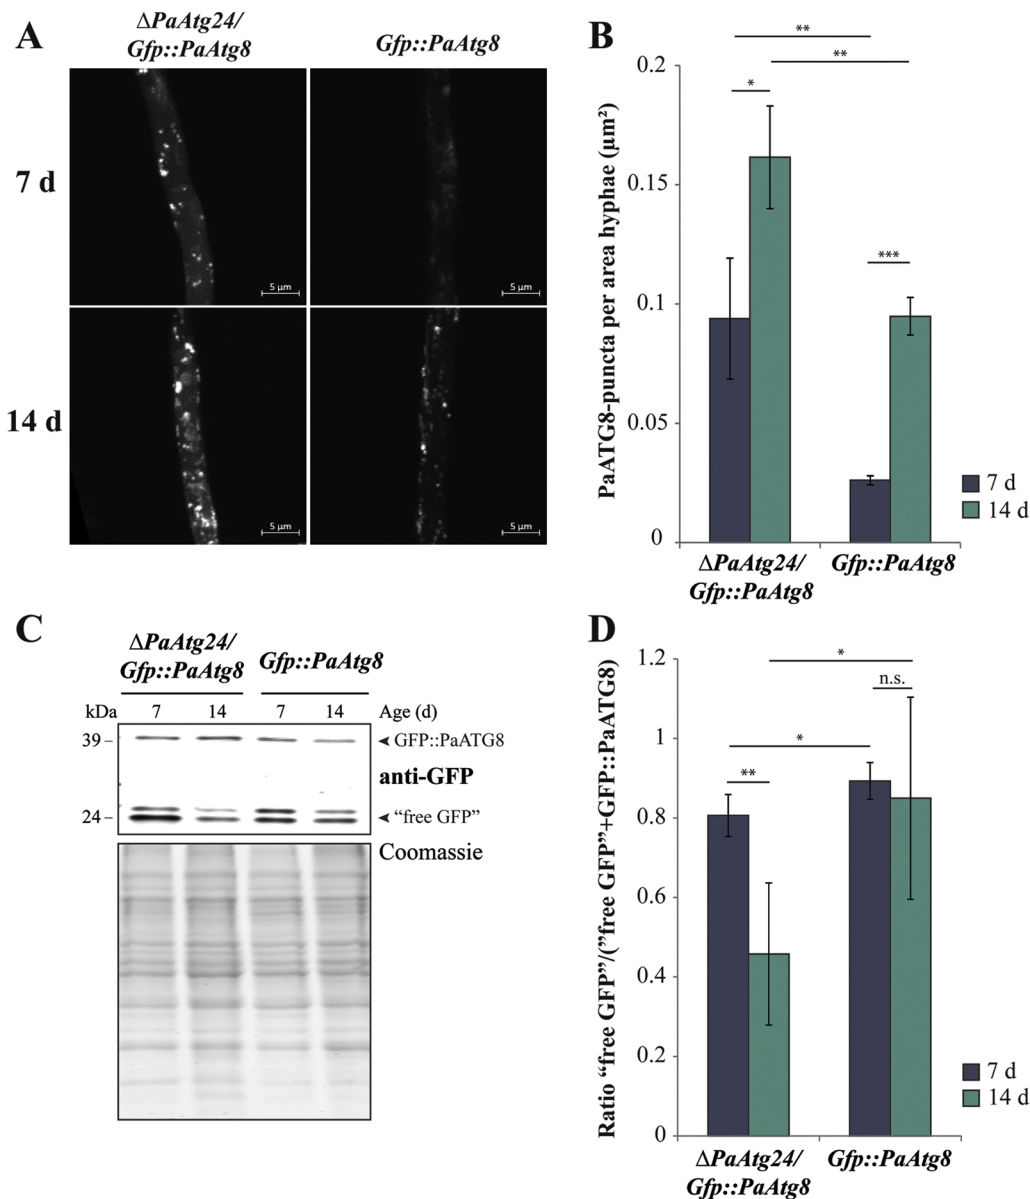 A
ΔPaAtg24/
Gfp::PaAtg8
Gfp::PaAtg8
7 d
5 µm
5 µm
14 d
5 µm
5 µm
B
PaATG8-puncta per area hyphae (µm²)
0.2
0.15
0.1
0.05
0
**
**
*
***
7 d
14 d
ΔPaAtg24/
Gfp::PaAtg8
Gfp::PaAtg8
C
ΔPaAtg24/
Gfp::PaAtg8
Gfp::PaAtg8
kDa 7 14 7 14 Age (d)
39 GFP::PaATG8
anti-GFP
24 “free GFP”
Coomassie
D
Ratio “free GFP”/(”free GFP”+GFP::PaATG8)
1.2
1
0.8
0.6
0.4
0.2
0
*
n.s.
*
**
7 d
14 d
ΔPaAtg24/
Gfp::PaAtg8
Gfp::PaAtg8